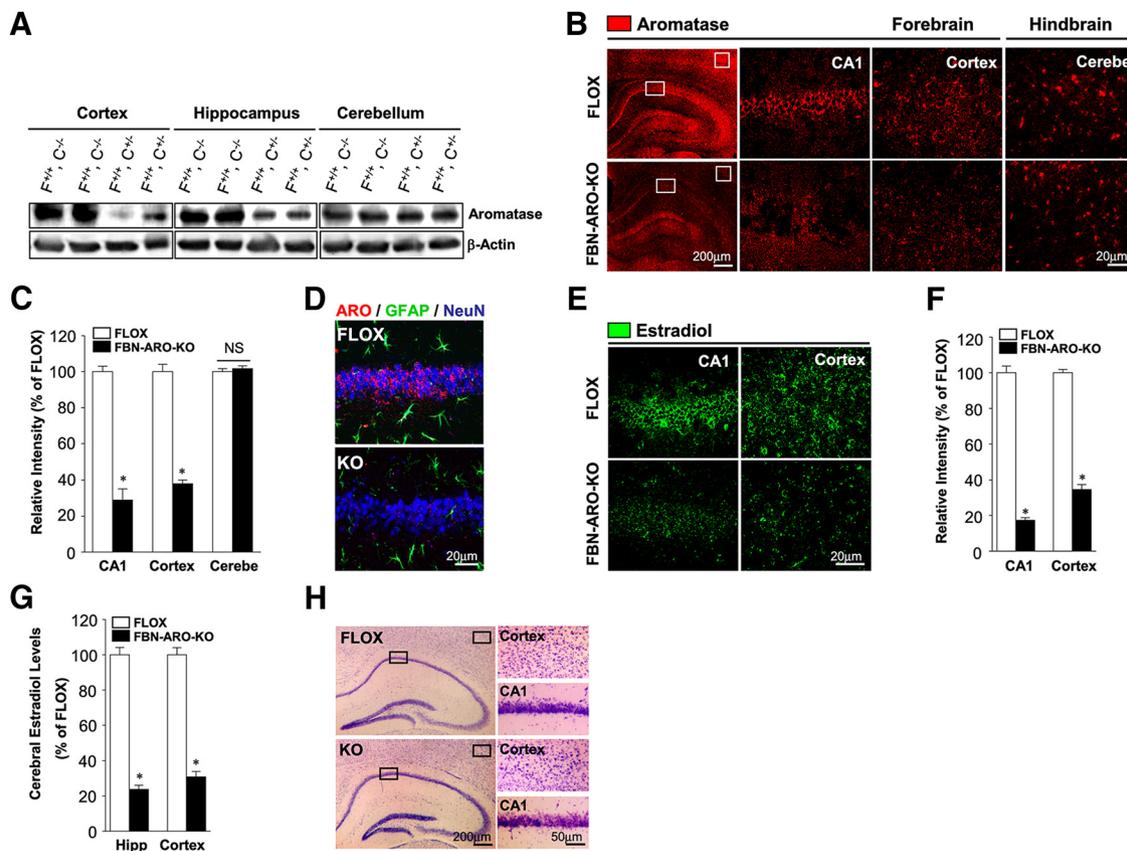 A
Cortex
Hippocampus
Cerebellum
F+/+, C-/-
F+/+, C-/-
F+/+, C+/-
F+/+, C+/-
F+/+, C-/-
F+/+, C-/-
F+/+, C+/-
F+/+, C+/-
F+/+, C-/-
F+/+, C-/-
F+/+, C+/-
F+/+, C+/-
Aromatase
β-Actin
B
Aromatase
Forebrain
Hindbrain
FLOX
CA1
Cortex
Cerebe
FBN-ARO-KO
200μm
20μm
C
Relative Intensity (% of FLOX)
FLOX
FBN-ARO-KO
120
100
80
60
40
20
0
*
*
NS
CA1
Cortex
Cerebe
D
ARO / GFAP / NeuN
FLOX
KO
20μm
E
Estradiol
FLOX
CA1
Cortex
FBN-ARO-KO
20μm
F
Relative Intensity (% of FLOX)
FLOX
FBN-ARO-KO
120
100
80
60
40
20
0
*
*
CA1
Cortex
G
Cerebral Estradiol Levels
(% of FLOX)
FLOX
FBN-ARO-KO
120
100
80
60
40
20
0
*
*
Hipp
Cortex
H
FLOX
Cortex
CA1
KO
Cortex
CA1
200μm
50μm